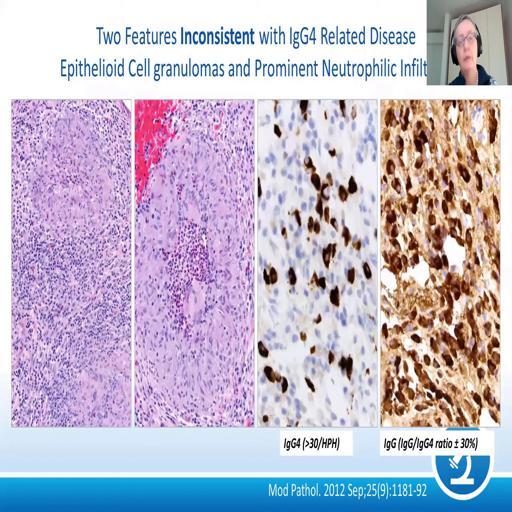 Two Features Inconsistent with IgG4 Related Disease
Epithelioid Cell granulomas and Prominent Neutrophilic Infilt
IgG4 (>30/HPH)
IgG (IgG/IgG4 ratio ± 30%)
Mod Pathol. 2012 Sep;25(9):1181-92